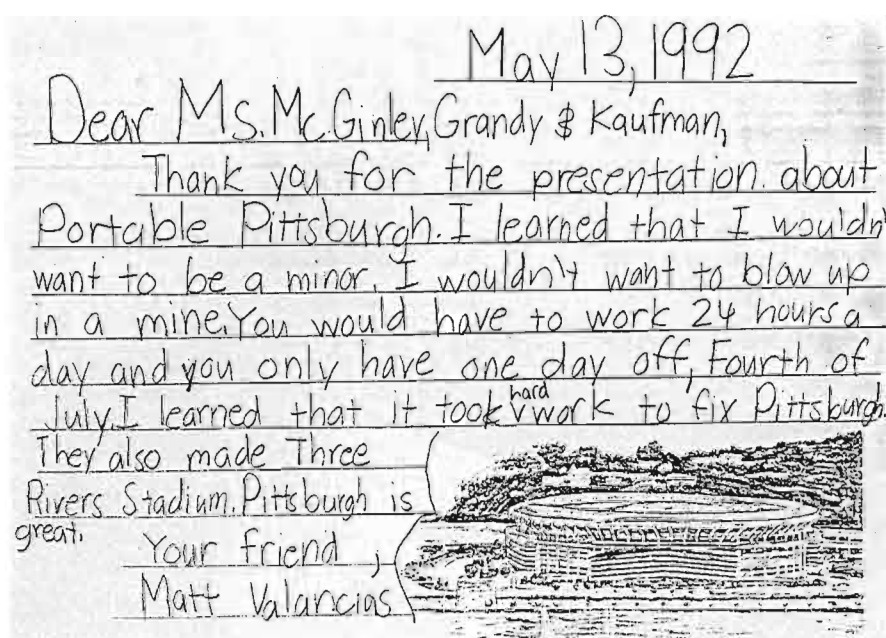 May 13, 1992
Dear Ms. Mc.Ginley, Grandy & Kaufman,
Thank you for the presentation. about
Portable Pittsburgh. I learned that I wouldn't
want to be a minor. I wouldn't want to blow up
in a mine. You would have to work 24 hours a
day and you only have one day off, Fourth of
July. I learned that it took hard work to fix Pittsburgh.
They also made Three
Rivers Stadium. Pittsburgh is
great.
Your friend,
Matt Valancias